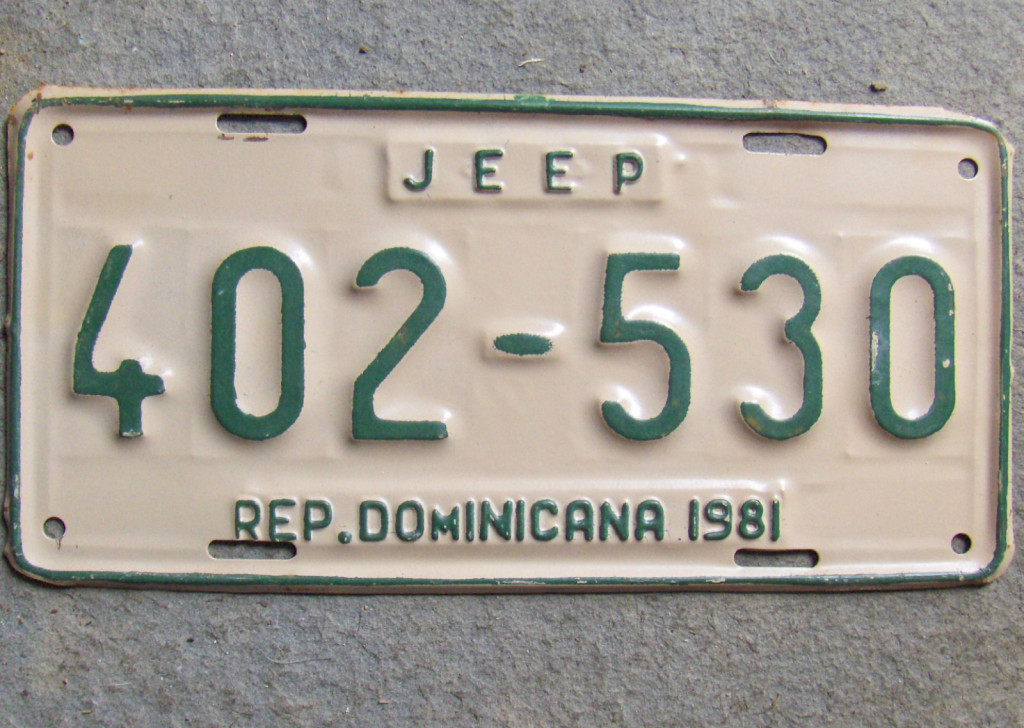 JEEP
402-530
REP. DOMINICANA 1981